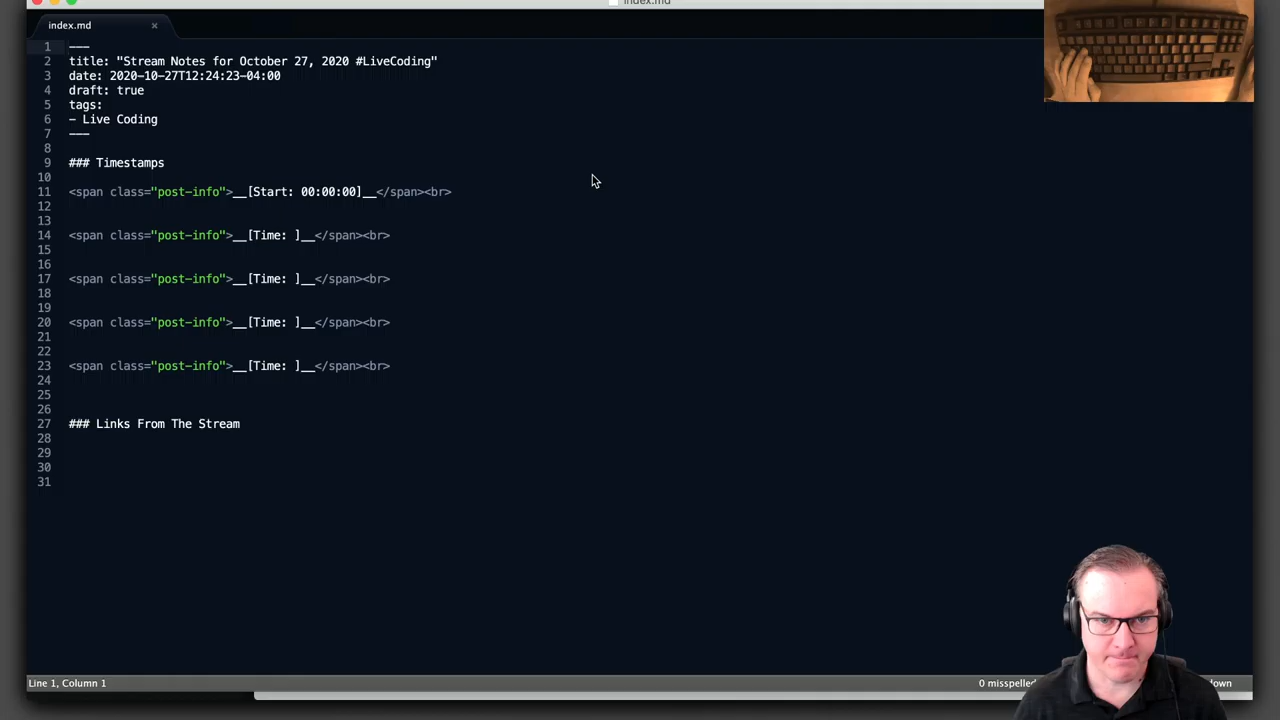 index.md
index.md
1 ---
2 title: "Stream Notes for October 27, 2020 #LiveCoding"
3 date: 2020-10-27T12:24:23-04:00
4 draft: true
5 tags:
6 - Live Coding
7 ---
8
9 ### Timestamps
10
11 <span class="post-info">__[Start: 00:00:00]__</span><br>
12
13
14 <span class="post-info">__[Time: ]__</span><br>
15
16
17 <span class="post-info">__[Time: ]__</span><br>
18
19
20 <span class="post-info">__[Time: ]__</span><br>
21
22
23 <span class="post-info">__[Time: ]__</span><br>
24
25
26
27 ### Links From The Stream
28
29
30
31
Line 1, Column 1
0 misspelled